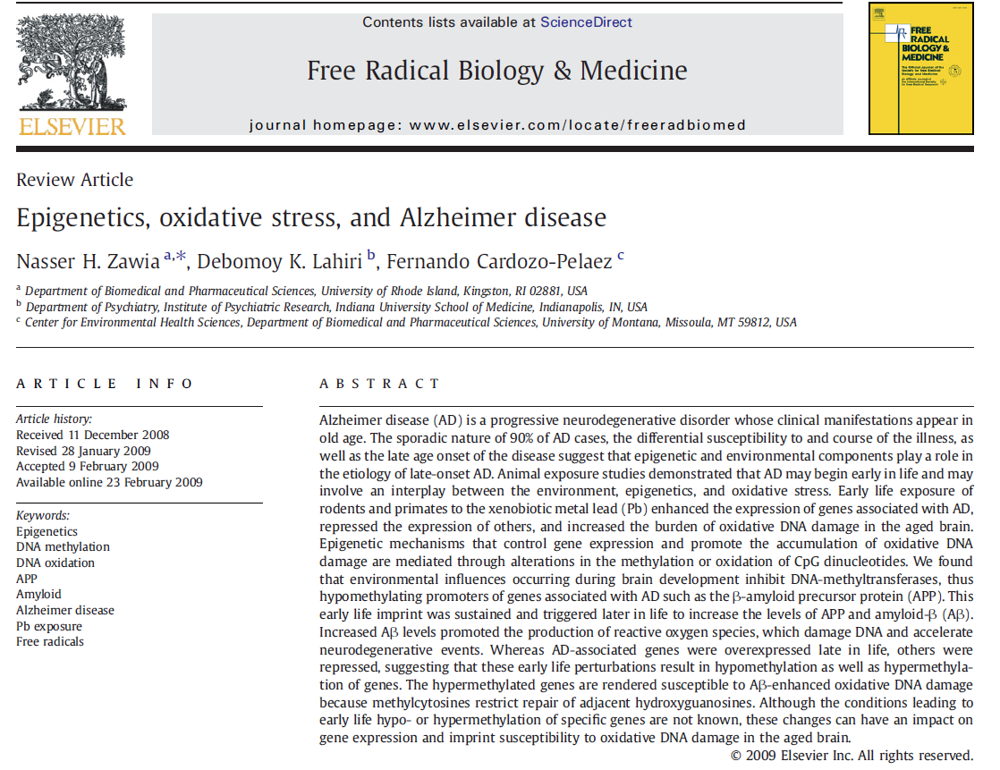 Contents lists available at ScienceDirect
Free Radical Biology & Medicine
journal homepage: www.elsevier.com/locate/freeradbiomed
ELSEVIER
FREE
RADICAL
BIOLOGY &
MEDICINE
Review Article
Epigenetics, oxidative stress, and Alzheimer disease
Nasser H. Zawia a,*, Debomoy K. Lahiri b, Fernando Cardozo-Pelaez c
a Department of Biomedical and Pharmaceutical Sciences, University of Rhode Island, Kingston, RI 02881, USA
b Department of Psychiatry, Institute of Psychiatric Research, Indiana University School of Medicine, Indianapolis, IN, USA
c Center for Environmental Health Sciences, Department of Biomedical and Pharmaceutical Sciences, University of Montana, Missoula, MT 59812, USA
ARTICLE INFO
Article history:
Received 11 December 2008
Revised 28 January 2009
Accepted 9 February 2009
Available online 23 February 2009
Keywords:
Epigenetics
DNA methylation
DNA oxidation
APP
Amyloid
Alzheimer disease
Pb exposure
Free radicals
ABSTRACT
Alzheimer disease (AD) is a progressive neurodegenerative disorder whose clinical manifestations appear in
old age. The sporadic nature of 90% of AD cases, the differential susceptibility to and course of the illness, as
well as the late age onset of the disease suggest that epigenetic and environmental components play a role in
the etiology of late-onset AD. Animal exposure studies demonstrated that AD may begin early in life and may
involve an interplay between the environment, epigenetics, and oxidative stress. Early life exposure of
rodents and primates to the xenobiotic metal lead (Pb) enhanced the expression of genes associated with AD,
repressed the expression of others, and increased the burden of oxidative DNA damage in the aged brain.
Epigenetic mechanisms that control gene expression and promote the accumulation of oxidative DNA
damage are mediated through alterations in the methylation or oxidation of CpG dinucleotides. We found
that environmental influences occurring during brain development inhibit DNA-methyltransferases, thus
hypomethylating promoters of genes associated with AD such as the β-amyloid precursor protein (APP). This
early life imprint was sustained and triggered later in life to increase the levels of APP and amyloid-β (Aβ).
Increased Aβ levels promoted the production of reactive oxygen species, which damage DNA and accelerate
neurodegenerative events. Whereas AD-associated genes were overexpressed late in life, others were
repressed, suggesting that these early life perturbations result in hypomethylation as well as hypermethyla-
tion of genes. The hypermethylated genes are rendered susceptible to Aβ-enhanced oxidative DNA damage
because methylcytosines restrict repair of adjacent hydroxyguanosines. Although the conditions leading to
early life hypo- or hypermethylation of specific genes are not known, these changes can have an impact on
gene expression and imprint susceptibility to oxidative DNA damage in the aged brain.
© 2009 Elsevier Inc. All rights reserved.